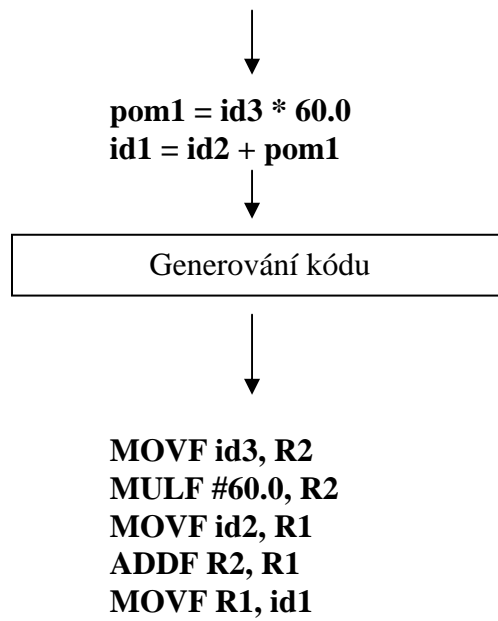 pom1 = id3 * 60.0
id1 = id2 + pom1
Generování kódu
MOVF id3, R2
MULF #60.0, R2
MOVF id2, R1
ADDF R2, R1
MOVF R1, id1